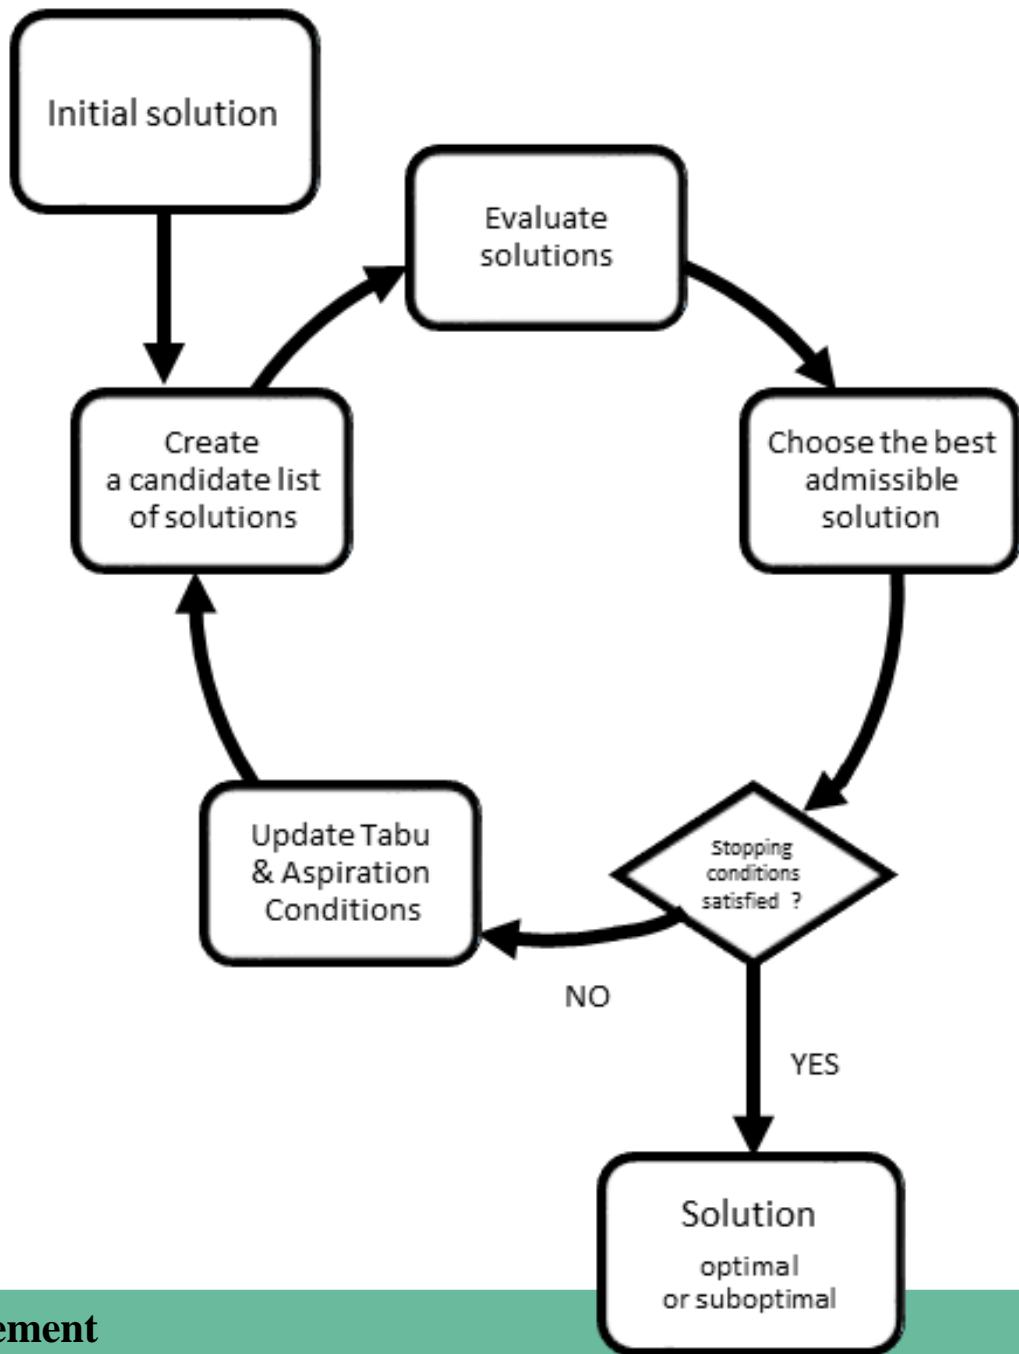 Initial solution
Evaluate
solutions
Create
a candidate list
of solutions
Choose the best
admissible
solution
Update Tabu
& Aspiration
Conditions
Stopping
conditions
satisfied ?
NO
YES
Solution
optimal
or suboptimal
ement